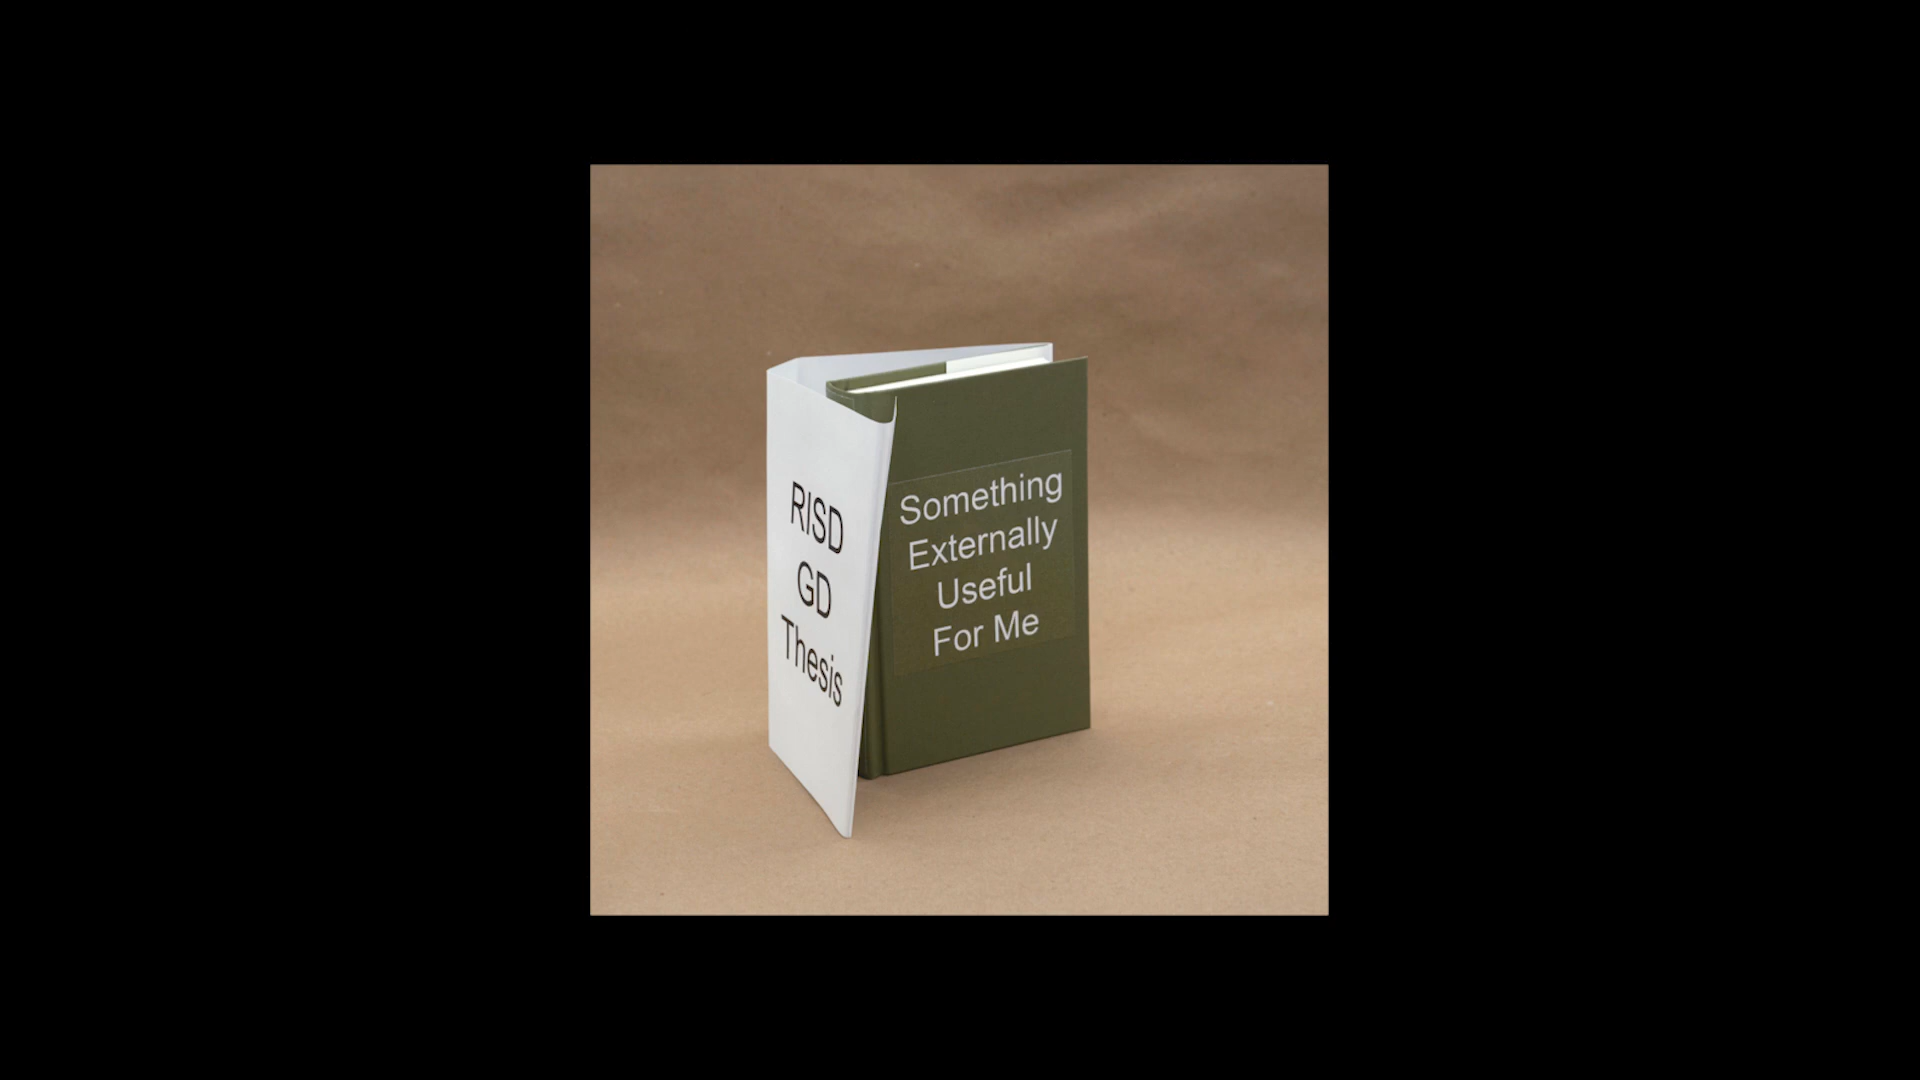 RISD
GD
Thesis
Something
Externally
Useful
For Me